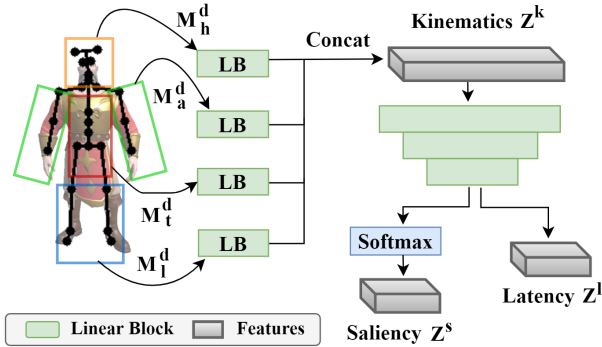 M_h^d
LB
Concat
Kinematics Z^k
M_a^d
LB
LB
M_t^d
LB
M_l^d
Softmax
Latency Z^l
Saliency Z^s
Linear Block
Features